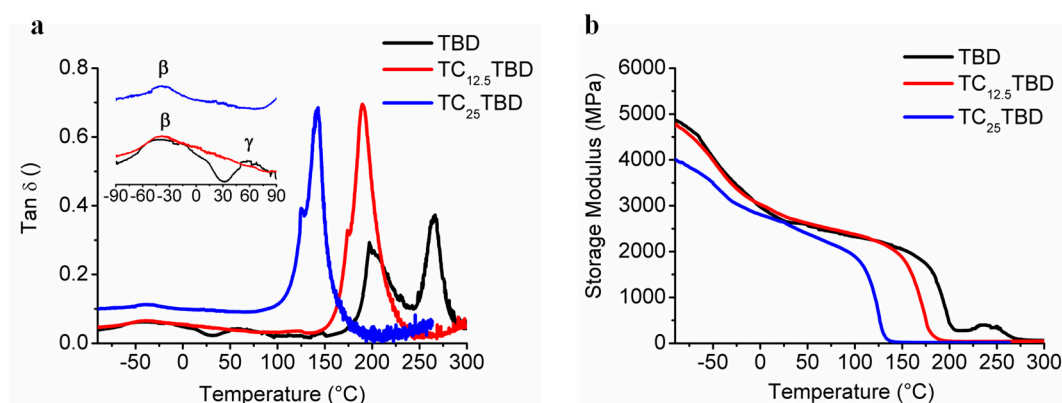 a
TBD
TC12.5TBD
TC25TBD
Tan δ ()
0.8
0.6
0.4
0.2
0.0
β
β
γ
-90 -60 -30 0 30 60 90
-50 0 50 100 150 200 250 300
Temperature (°C)
b
TBD
TC12.5TBD
TC25TBD
Storage Modulus (MPa)
6000
5000
4000
3000
2000
1000
0
-50 0 50 100 150 200 250 300
Temperature (°C)